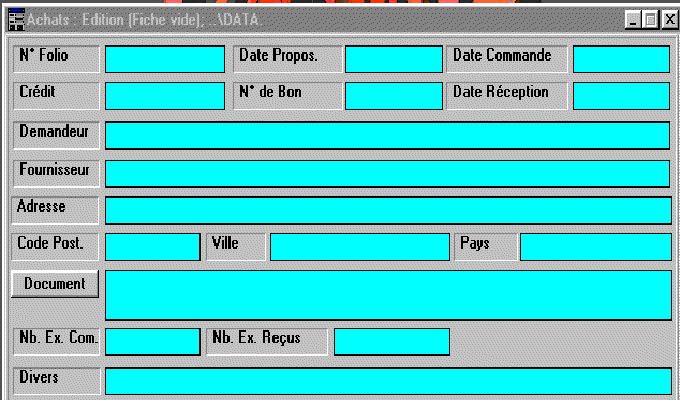 Achats : Edition (Fiche vide); ..\DATA.
N° Folio Date Propos. Date Commande
Crédit N° de Bon Date Réception
Demandeur
Fournisseur
Adresse
Code Post. Ville Pays
Document
Nb. Ex. Com. Nb. Ex. Reçus
Divers